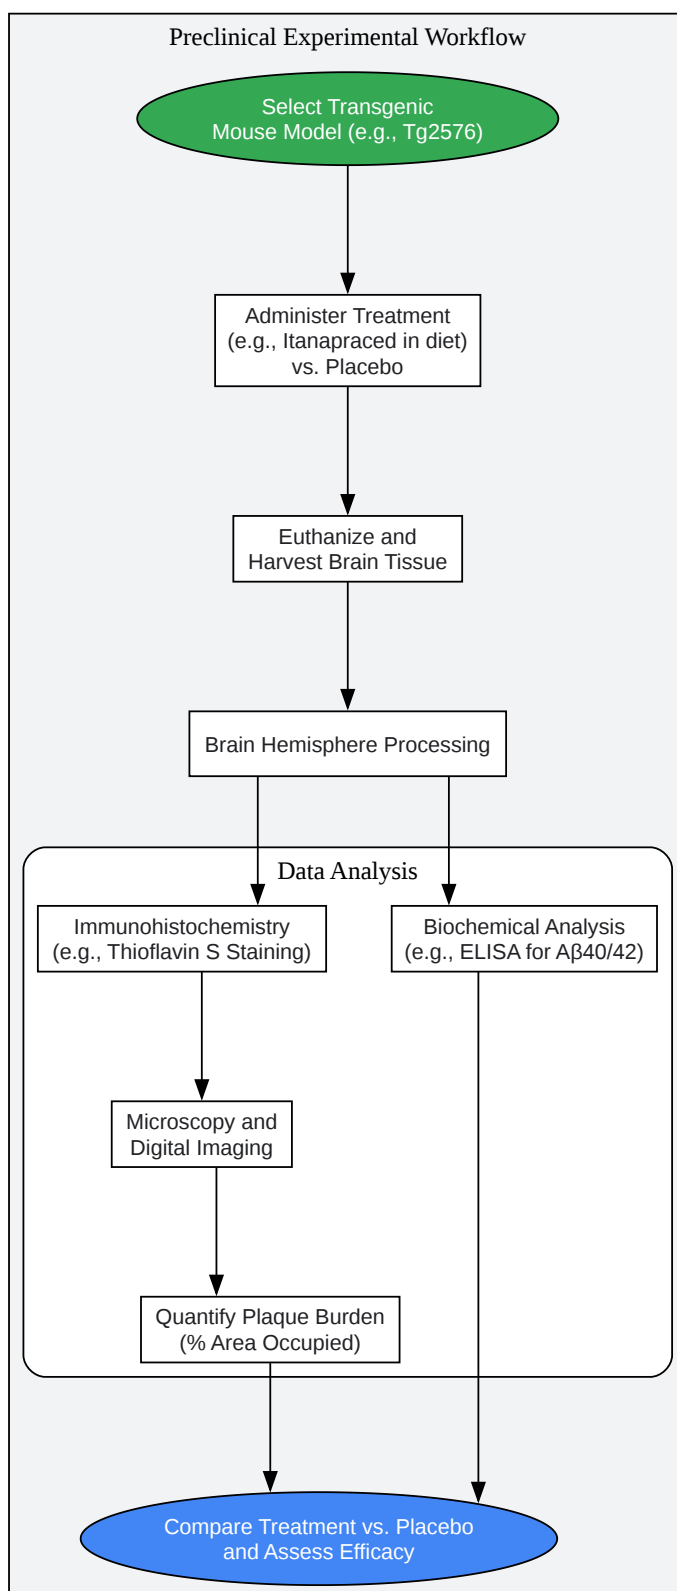 Preclinical Experimental Workflow
Select Transgenic
Mouse Model (e.g., Tg2576)
Administer Treatment
(e.g., Itanapraced in diet)
vs. Placebo
Euthanize and
Harvest Brain Tissue
Brain Hemisphere Processing
Data Analysis
Immunohistochemistry
(e.g., Thioflavin S Staining)
Biochemical Analysis
(e.g., ELISA for Aβ40/42)
Microscopy and
Digital Imaging
Quantify Plaque Burden
(% Area Occupied)
Compare Treatment vs. Placebo
and Assess Efficacy